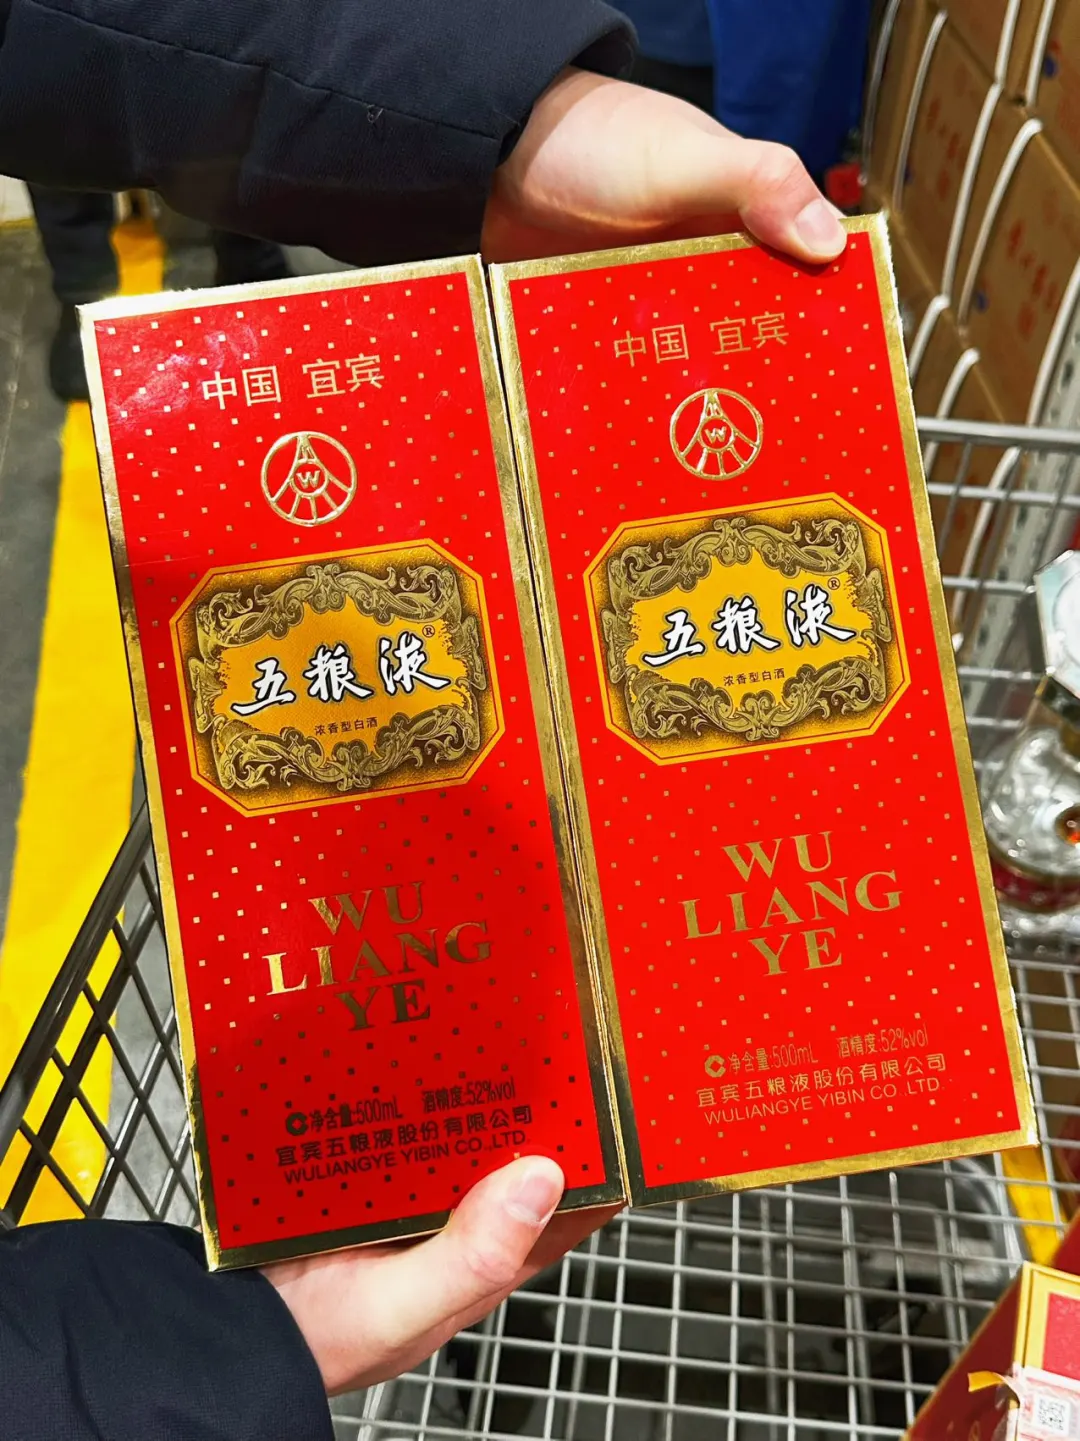 中国 宜宾
W
五粮液®
浓香型白酒
WU
LIANG
YE
净含量:500mL 酒精度:52%vol
宜宾五粮液股份有限公司
WULIANGYE YIBIN CO.,LTD.
中国 宜宾
W
五粮液®
浓香型白酒
WU
LIANG
YE
净含量:500mL 酒精度:52%vol
宜宾五粮液股份有限公司
WULIANGYE YIBIN CO.,LTD.